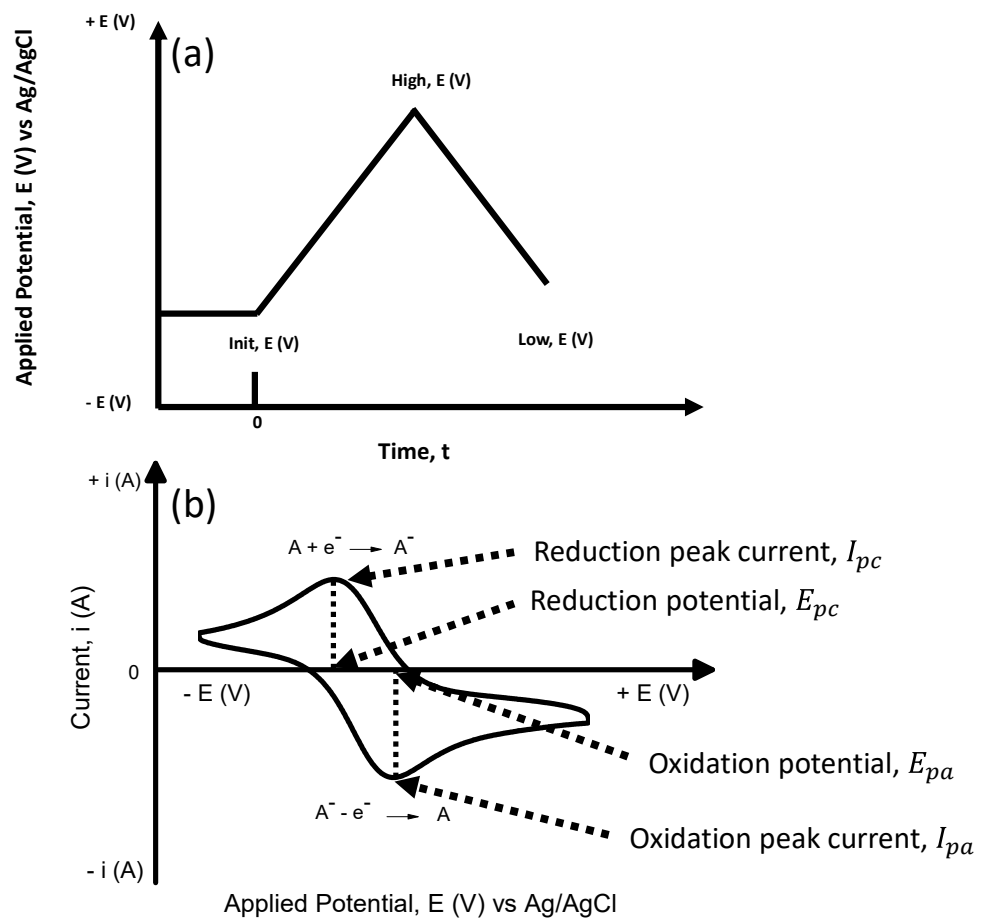 + E (V)
(a)
Applied Potential, E (V) vs Ag/AgCl
High, E (V)
Init, E (V)
Low, E (V)
- E (V)
0
Time, t
+ i (A)
(b)
A + e⁻ ⟶ A⁻
Reduction peak current, I_pc
Reduction potential, E_pc
Current, i (A)
0
- E (V)
+ E (V)
Oxidation potential, E_pa
A⁻ - e⁻ ⟶ A
Oxidation peak current, I_pa
- i (A)
Applied Potential, E (V) vs Ag/AgCl